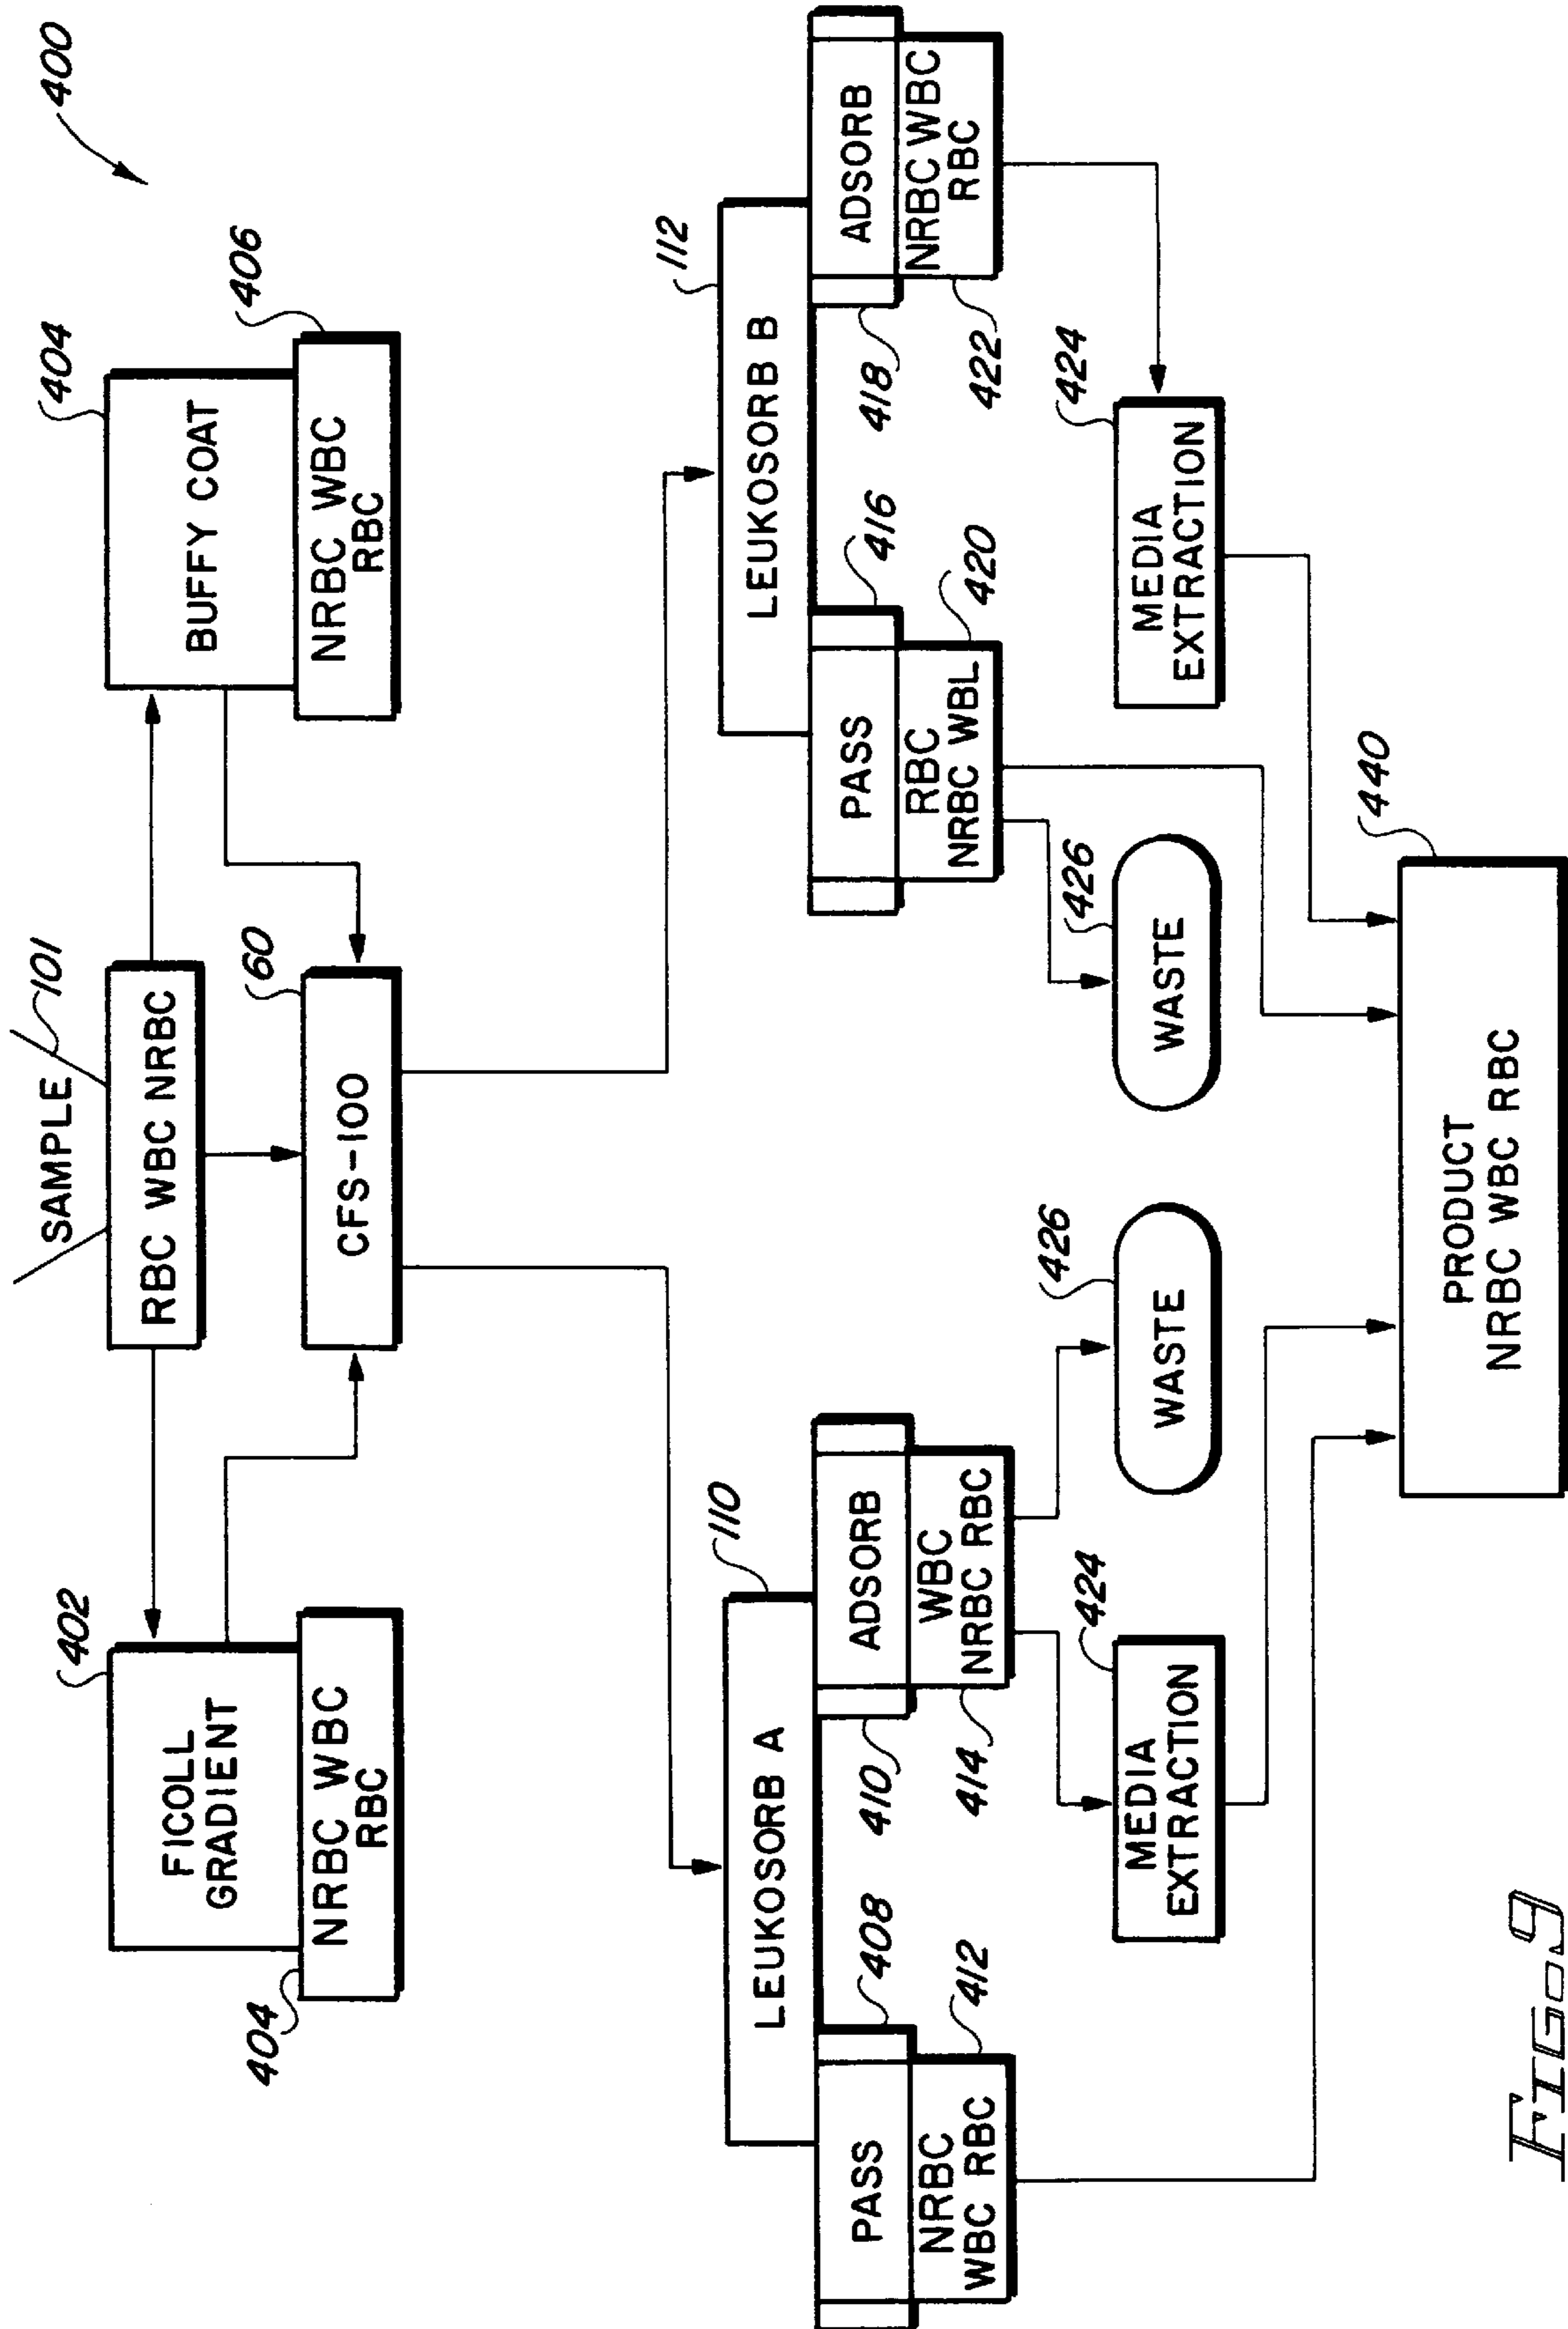 400
SAMPLE
101
RBC WBC NRBC
402
FICOLL
GRADIENT
404
NRBC WBC
RBC
404
BUFFY COAT
406
NRBC WBC
RBC
60
CFS-100
110
LEUKOSORB A
408
PASS
412
NRBC
WBC RBC
410
ADSORB
414
WBC
NRBC RBC
112
LEUKOSORB B
416
PASS
420
RBC
NRBC WBL
418
ADSORB
422
NRBC WBC
RBC
424
MEDIA
EXTRACTION
426
WASTE
426
WASTE
424
MEDIA
EXTRACTION
440
PRODUCT
NRBC WBC RBC
FIG-9